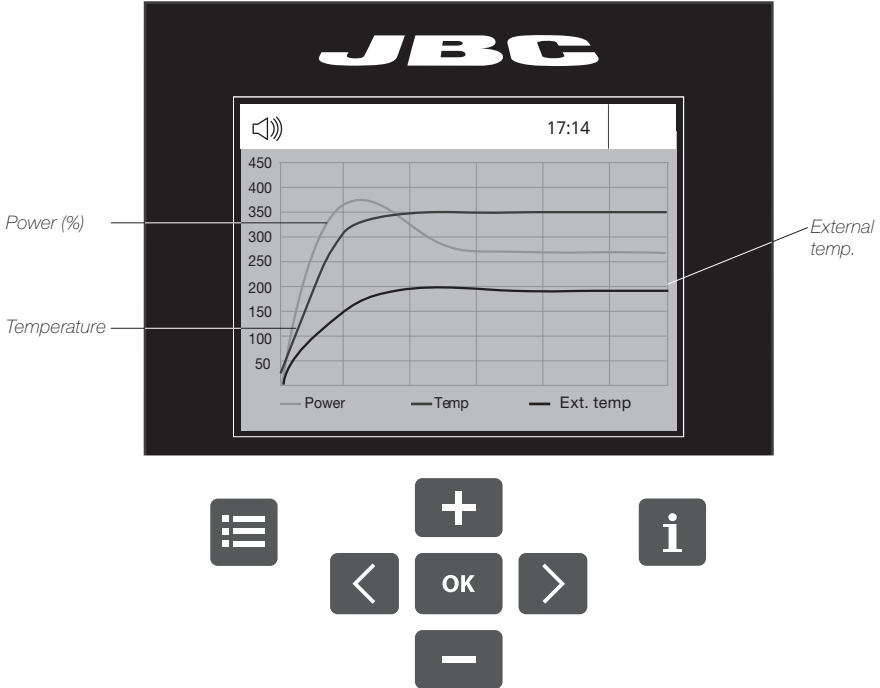 JBC
17:14
450
400
350
300
250
200
150
100
50
Power (%)
Temperature
External
temp.
Power Temp Ext. temp
OK
i